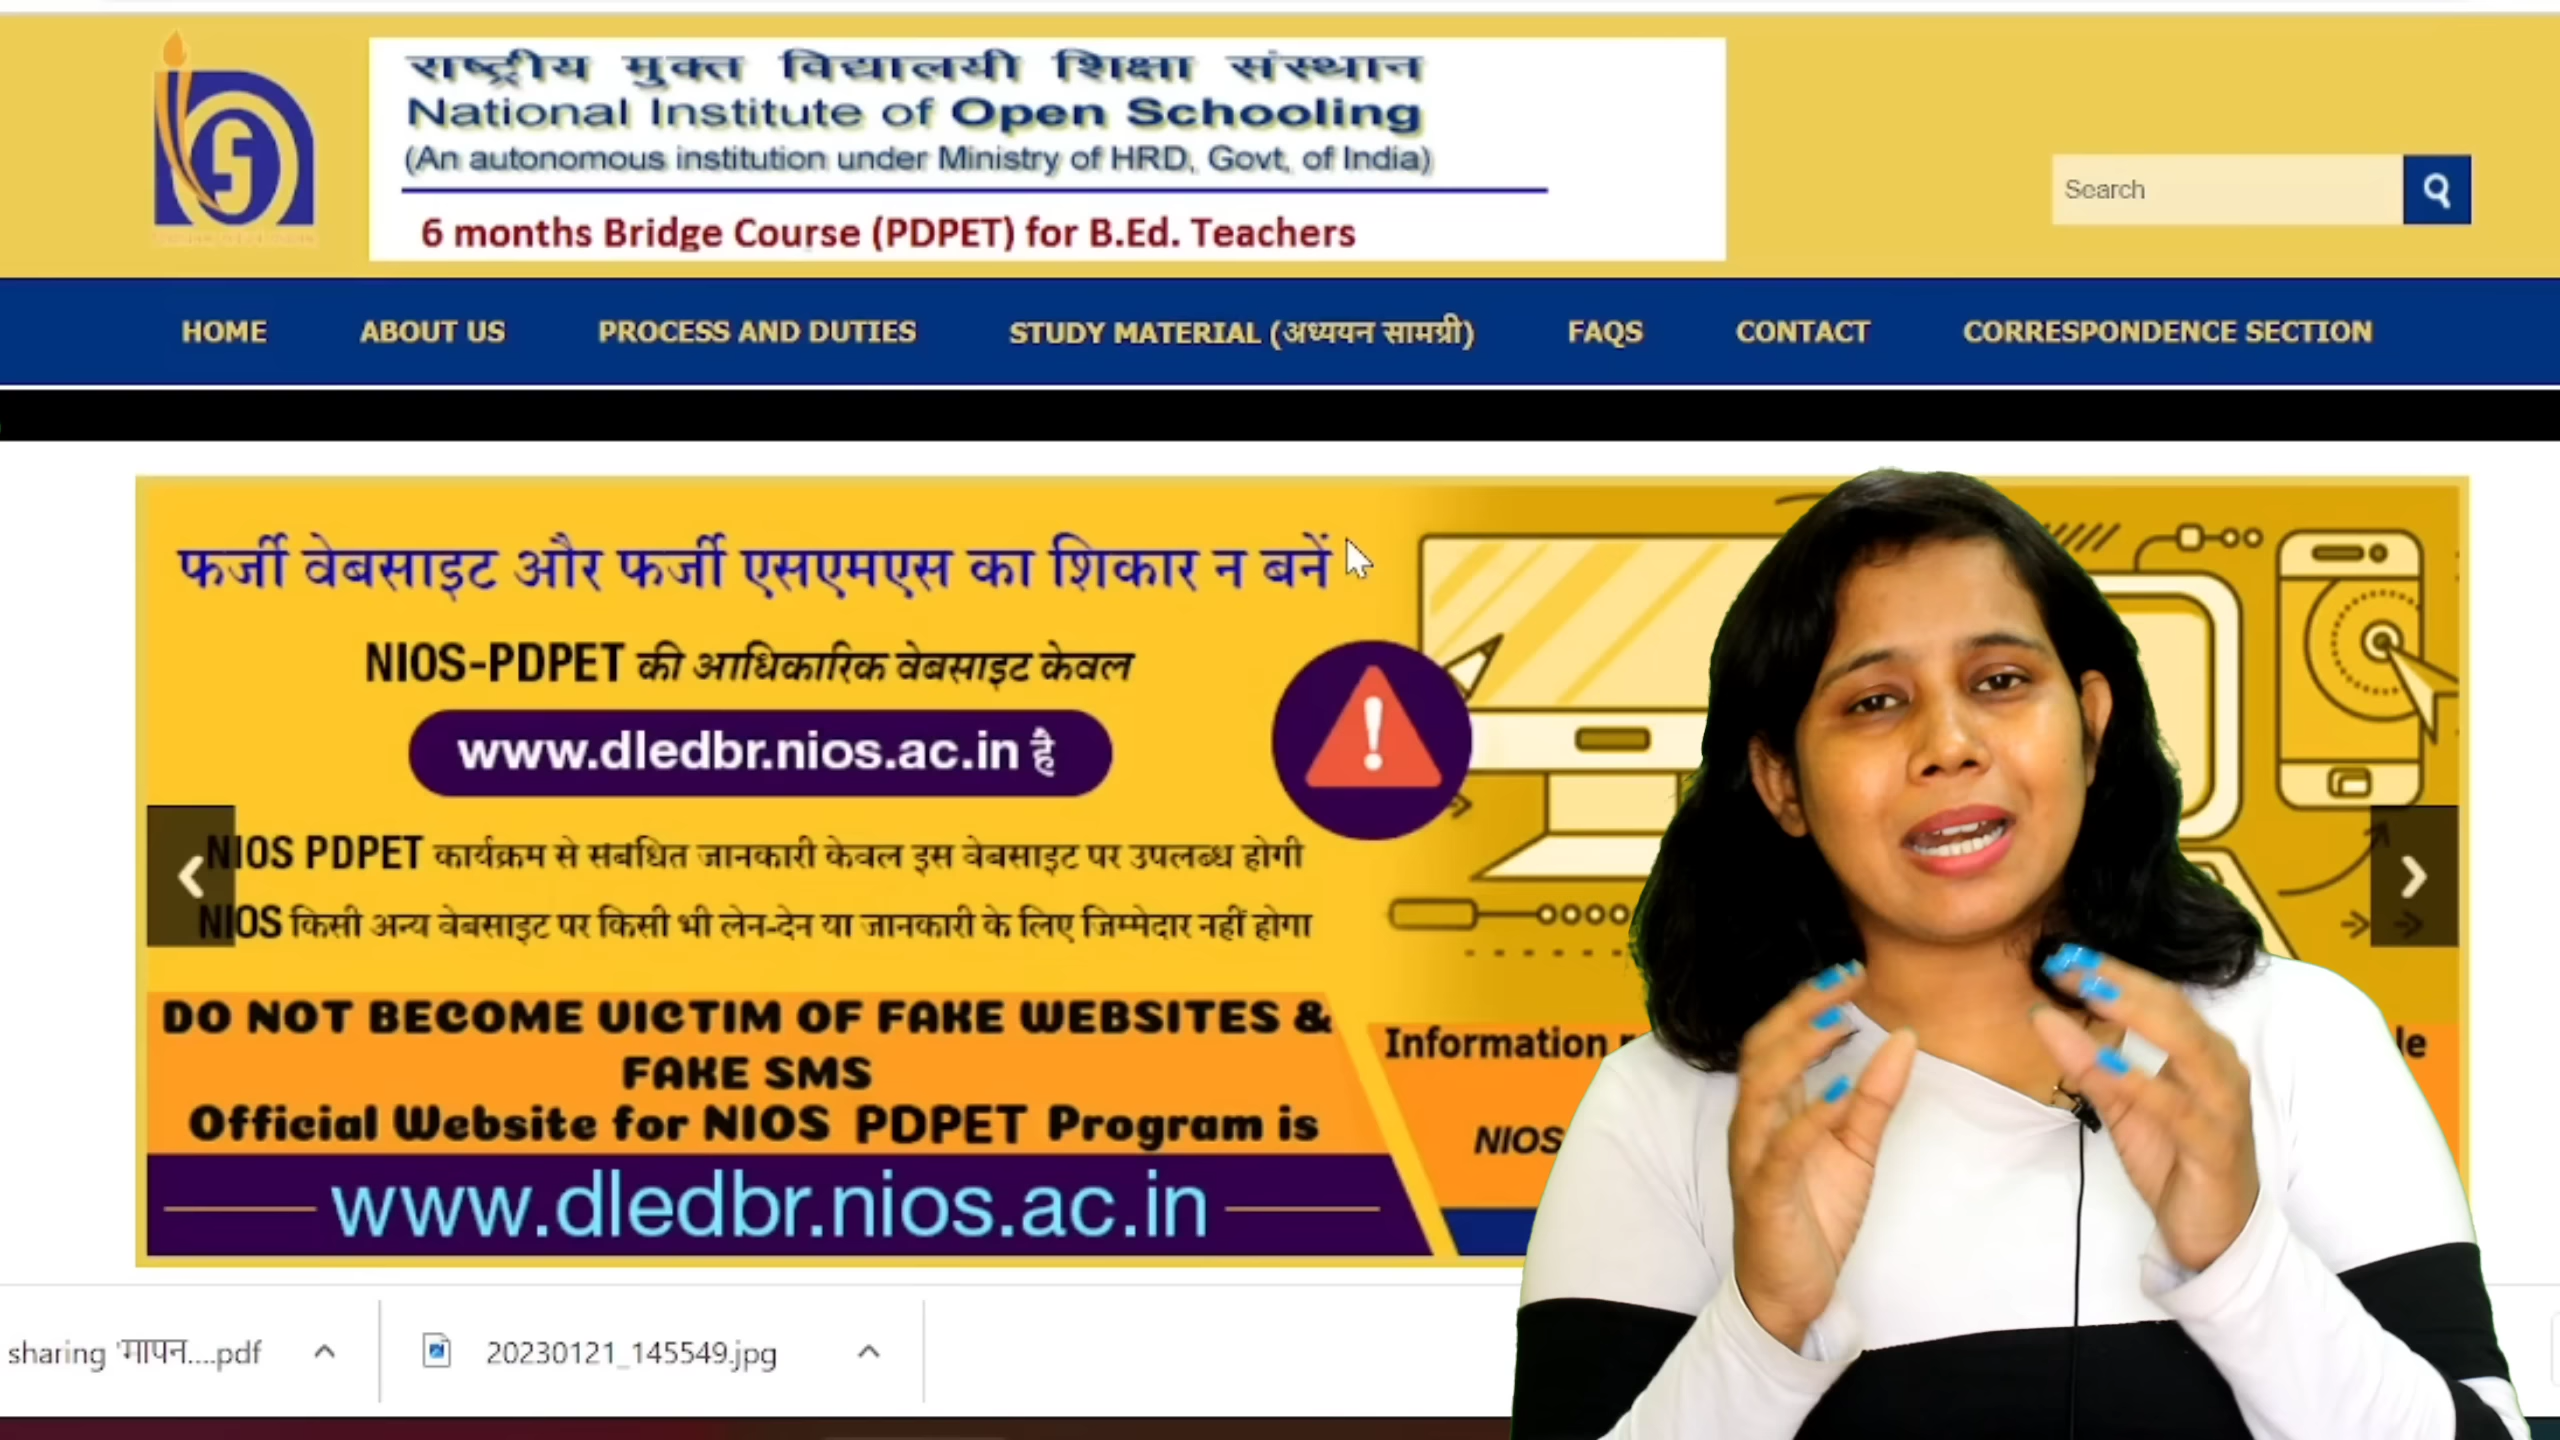 राष्ट्रीय मुक्त विद्यालयी शिक्षा संस्थान
National Institute of Open Schooling
(An autonomous institution under Ministry of HRD, Govt, of India)
6 months Bridge Course (PDPET) for B.Ed. Teachers
Search
HOME ABOUT US PROCESS AND DUTIES STUDY MATERIAL (अध्ययन सामग्री) FAQS CONTACT CORRESPONDENCE SECTION
फर्जी वेबसाइट और फर्जी एसएमएस का शिकार न बनें
NIOS-PDPET की आधिकारिक वेबसाइट केवल
www.dledbr.nios.ac.in है
NIOS PDPET कार्यक्रम से संबंधित जानकारी केवल इस वेबसाइट पर उपलब्ध होगी
NIOS किसी अन्य वेबसाइट पर किसी भी लेन-देन या जानकारी के लिए जिम्मेदार नहीं होगा
DO NOT BECOME VICTIM OF FAKE WEBSITES &
FAKE SMS
Official Website for NIOS PDPET Program is
www.dledbr.nios.ac.in
Information
NIOS
sharing 'मापन....pdf
20230121_145549.jpg